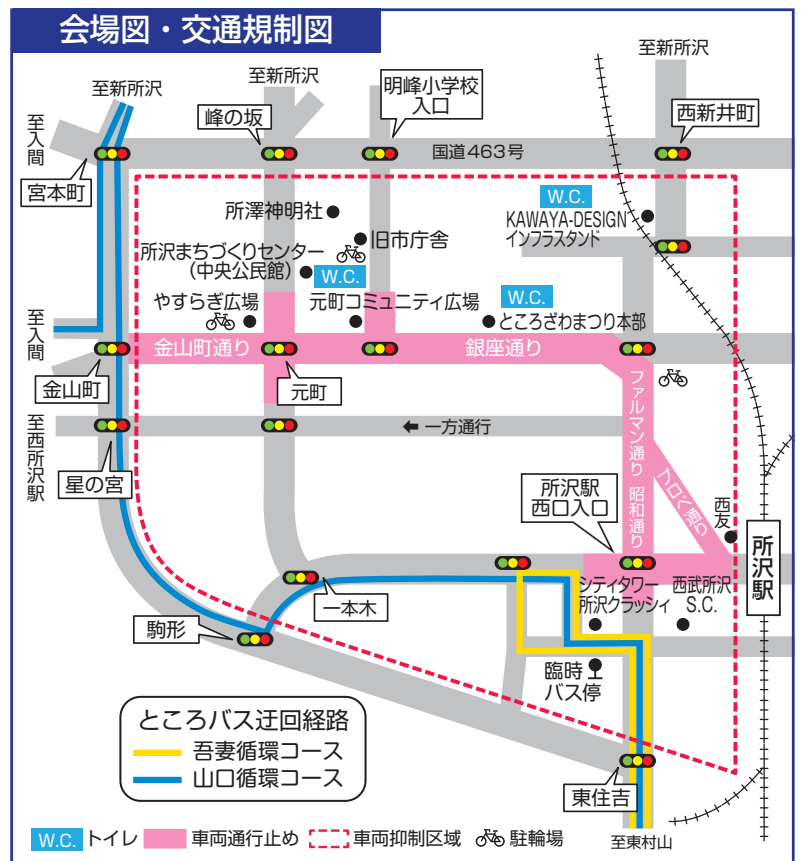 会場図・交通規制図
至新所沢
至新所沢
至新所沢
明峰小学校
入口
峰の坂
西新井町
至入間
国道463号
宮本町
W.C.
所澤神明社
KAWAYA-DESIGN
インフラスタンド
旧市庁舎
所沢まちづくりセンター
(中央公民館)
W.C.
やすらぎ広場
元町コミュニティ広場
W.C.
ところざわまつり本部
至入間
金山町通り
銀座通り
金山町
元町
ファルマン通り
至西所沢駅
←一方通行
星の宮
昭和通り
プロペ通り
所沢駅
西口入口
西友
所沢駅
一本木
シティタワー
所沢クラッシィ
西武所沢
S.C.
駒形
臨時
バス停
ところバス迂回経路
吾妻循環コース
山口循環コース
東住吉
至東村山
W.C. トイレ 車両通行止め 車両抑制区域 駐輪場